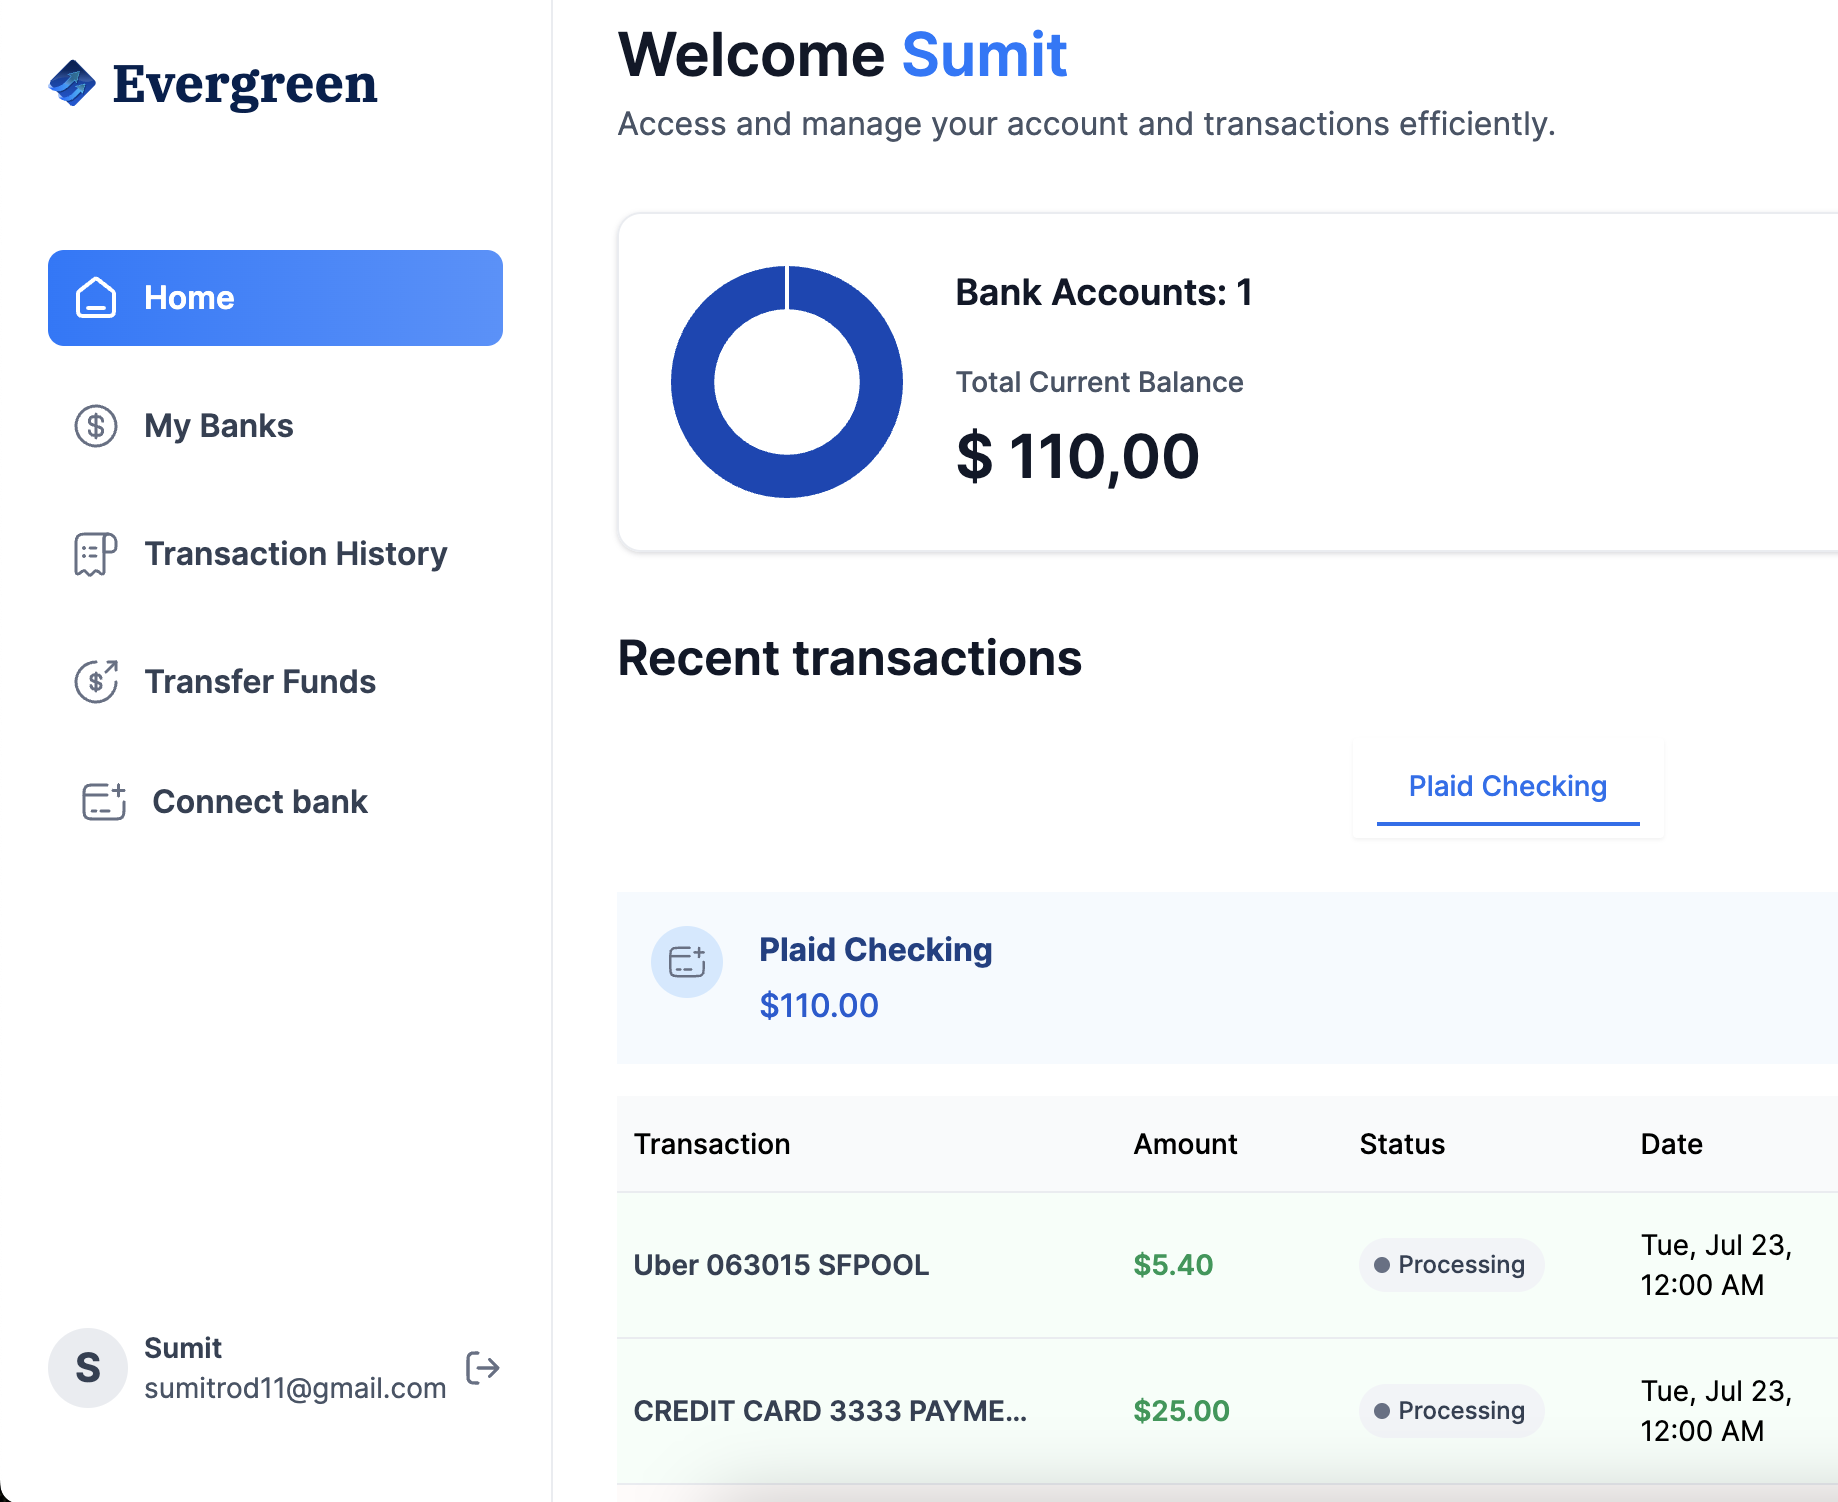 Evergreen
Home
My Banks
Transaction History
Transfer Funds
Connect bank
S
Sumit
sumitrod11@gmail.com
Welcome Sumit
Access and manage your account and transactions efficiently.
Bank Accounts: 1
Total Current Balance
$ 110,00
Recent transactions
Plaid Checking
Plaid Checking
$110.00
Transaction Amount Status Date
Uber 063015 SFPOOL $5.40 Processing Tue, Jul 23,
12:00 AM
CREDIT CARD 3333 PAYME... $25.00 Processing Tue, Jul 23,
12:00 AM